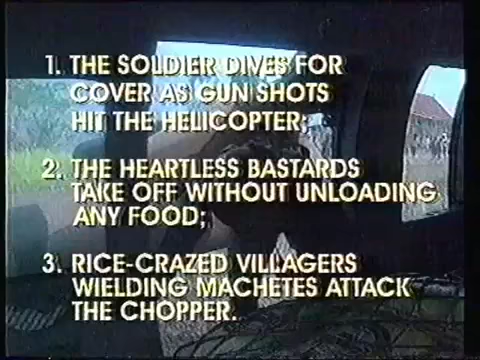 1. THE SOLDIER DIVES FOR
COVER AS GUN SHOTS
HIT THE HELICOPTER;
2. THE HEARTLESS BASTARDS
TAKE OFF WITHOUT UNLOADING
ANY FOOD;
3. RICE-CRAZED VILLAGERS
WIELDING MACHETES ATTACK
THE CHOPPER.